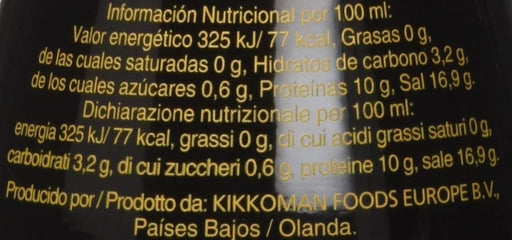 Información Nutricional por 100 ml:
Valor energético 325 kJ/ 77 kcal, Grasas 0 g,
de las cuales saturadas 0 g, Hidratos de carbono 3,2 g,
de los cuales azúcares 0,6 g, Proteínas 10 g, Sal 16,9 g.
Dichiarazione nutrizionale per 100 ml:
energia 325 kJ/ 77 kcal, grassi 0 g, di cui acidi grassi saturi 0 g,
carboidrati 3,2 g, di cui zuccheri 0,6 g, proteine 10 g, sale 16,9 g.
Producido por / Prodotto da: KIKKOMAN FOODS EUROPE B.V.,
Países Bajos / Olanda.